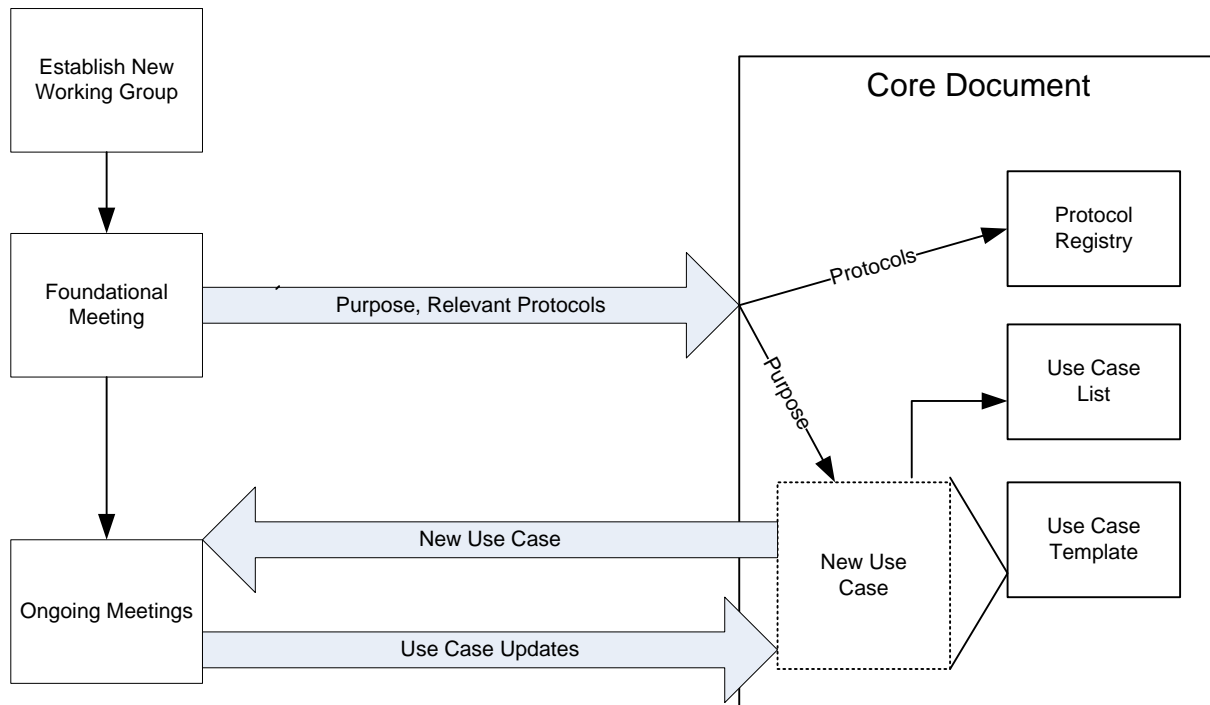 Establish New
Working Group
Core Document
Protocol
Registry
Protocols
Foundational
Meeting
Purpose, Relevant Protocols
Purpose
Use Case
List
New Use Case
Use Case
Template
New Use
Case
Ongoing Meetings
Use Case Updates